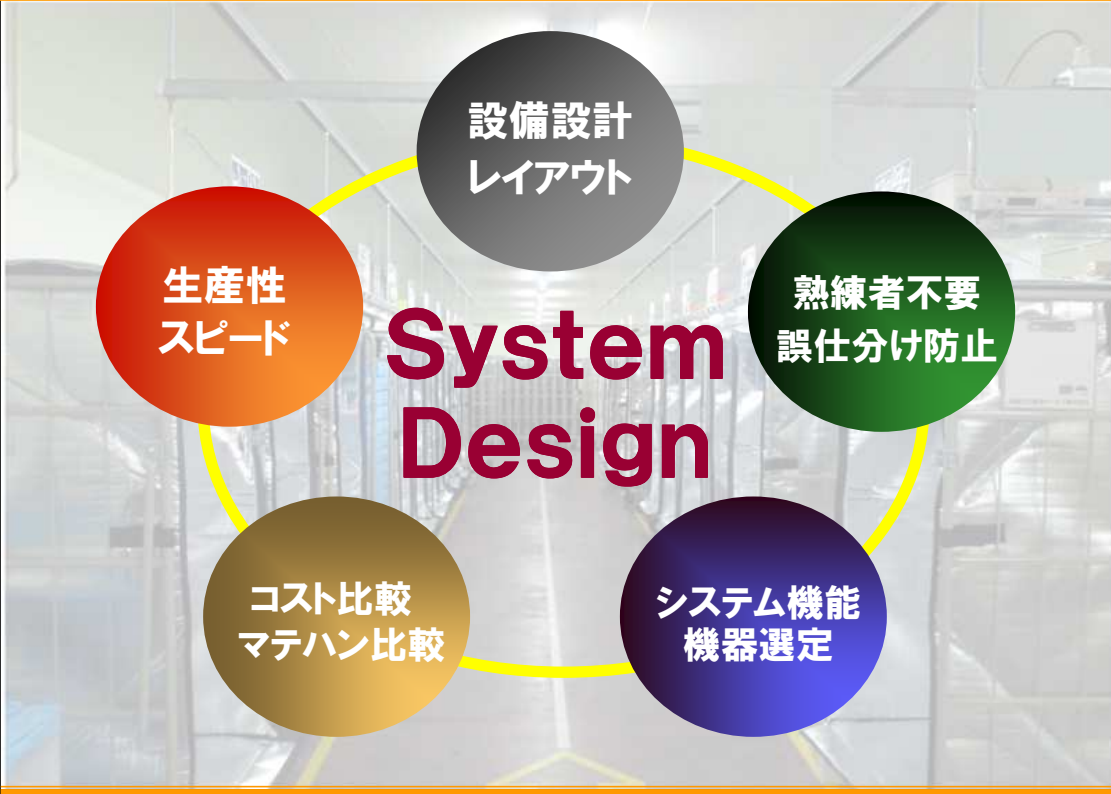 設備設計
レイアウト
生産性
スピード
熟練者不要
誤仕分け防止
System
Design
コスト比較
マテハン比較
システム機能
機器選定